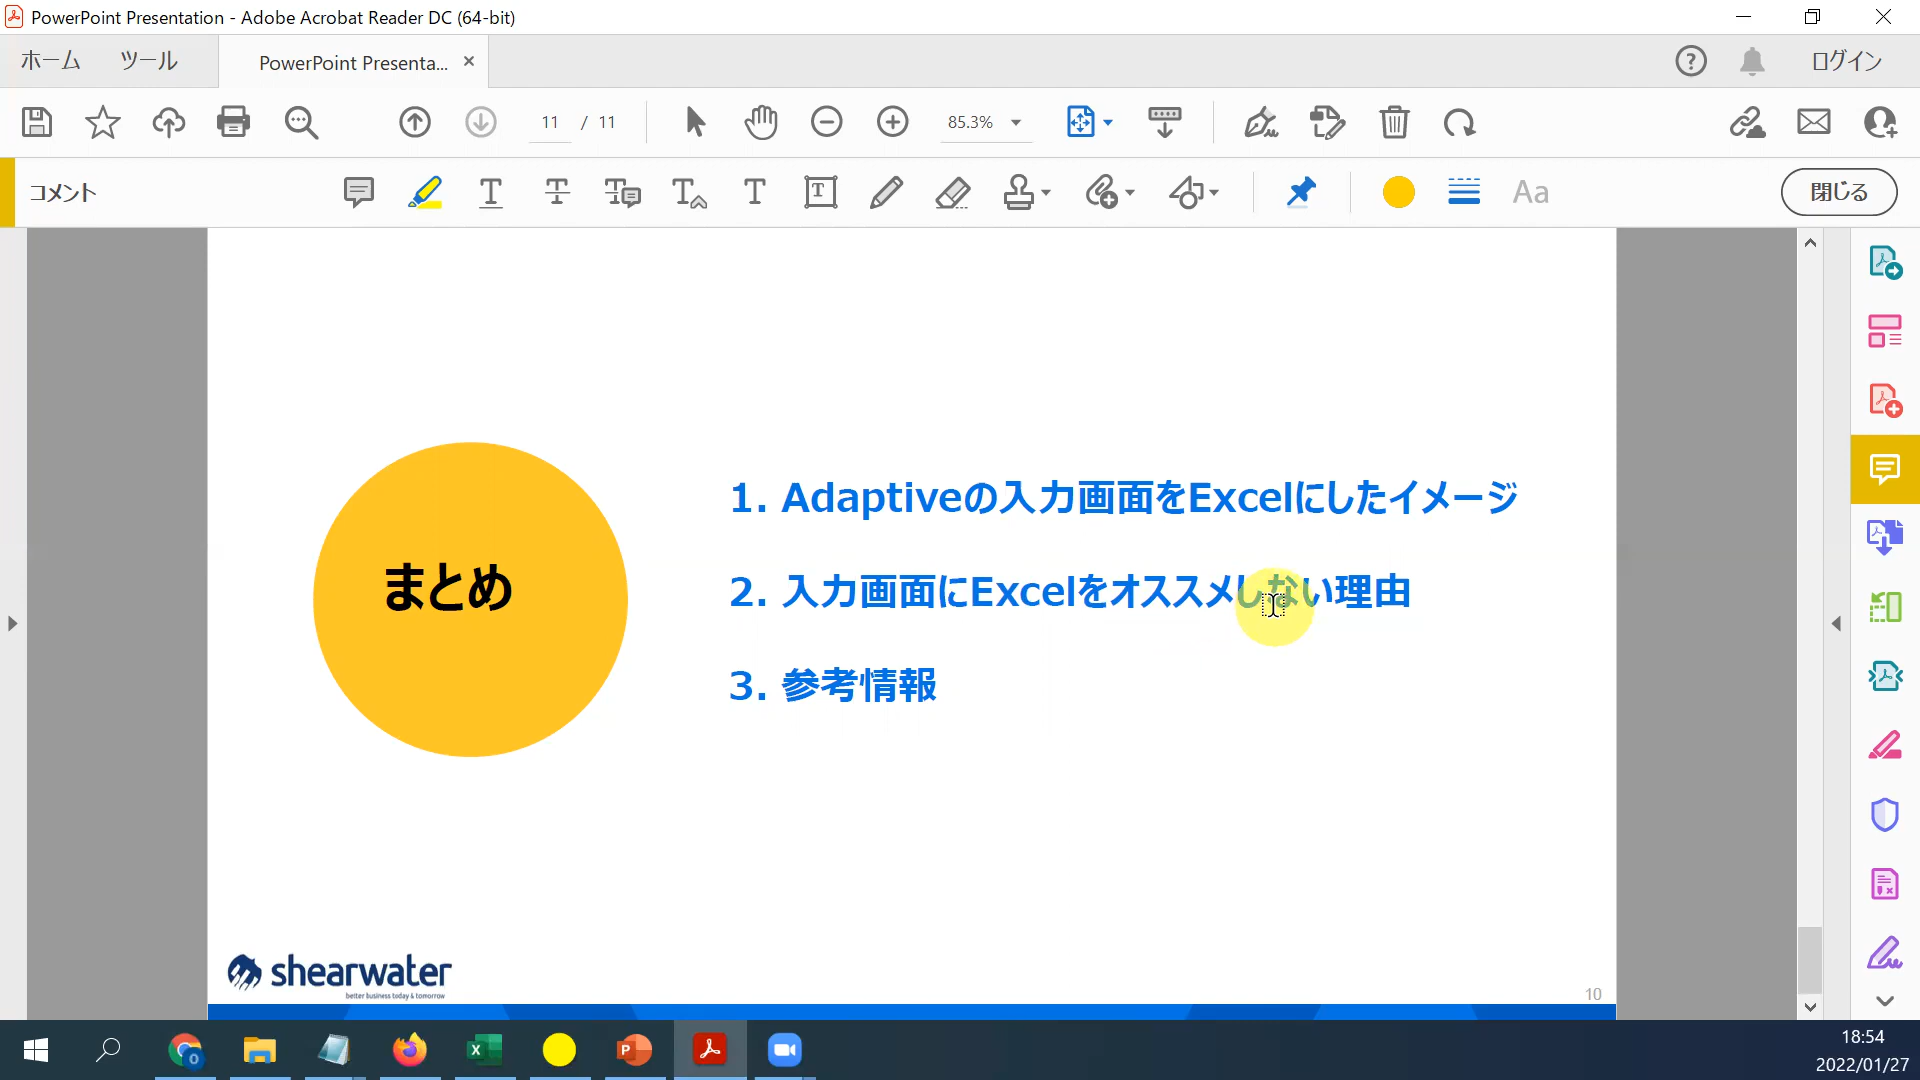 PowerPoint Presentation - Adobe Acrobat Reader DC (64-bit)
ホーム ツール PowerPoint Presenta... × ログイン
11 / 11 85.3%
コメント Aa 閉じる
まとめ
1. Adaptiveの入力画面をExcelにしたイメージ
2. 入力画面にExcelをオススメしない理由
3. 参考情報
shearwater
better business today & tomorrow
10
18:54
2022/01/27